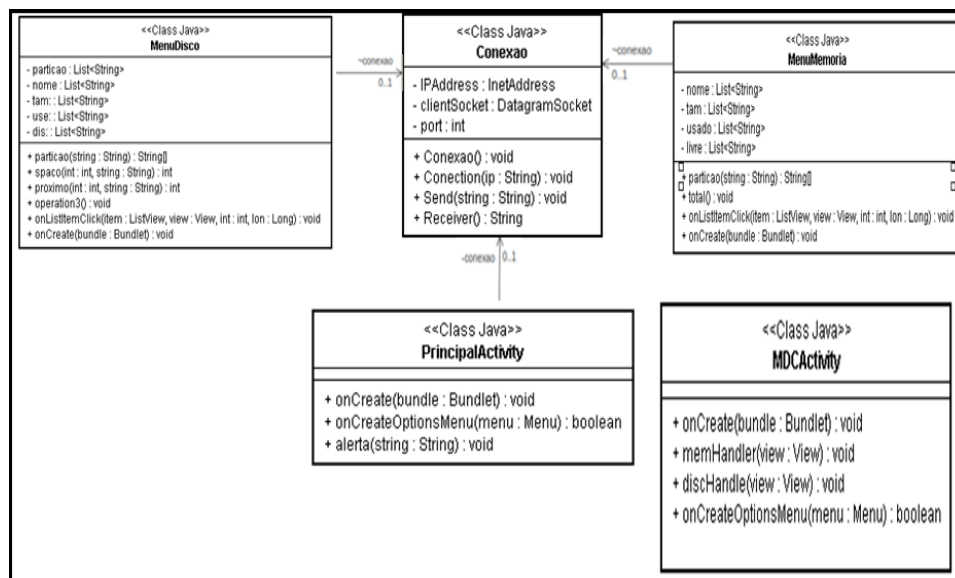 <<Class Java>>
MenuDisco
- particao : List<String>
- nome : List<String>
- tam: : List<String>
- use: : List<String>
- dis: : List<String>
+ particao(string : String) : String[]
+ spaco(int : int, string : String) : int
+ proximo(int : int, string : String) : int
+ operation3() : void
+ onListItemClick(item : ListView, view : View, int : int, lon : Long) : void
+ onCreate(bundle : Bundlet) : void
~conexao
0..1
<<Class Java>>
Conexao
- IPAddress : InetAddress
- clientSocket : DatagramSocket
- port : int
+ Conexao() : void
+ Conection(ip : String) : void
+ Send(string : String) : void
+ Receiver() : String
~conexao
0..1
<<Class Java>>
MenuMemoria
- nome : List<String>
- tam : List<String>
- usado : List<String>
- livre : List<String>
+ particao(string : String) : String[]
+ total() : void
+ onListItemClick(item : ListView, view : View, int : int, lon : Long) : void
+ onCreate(bundle : Bundlet) : void
-conexao 0..1
<<Class Java>>
PrincipalActivity
+ onCreate(bundle : Bundlet) : void
+ onCreateOptionsMenu(menu : Menu) : boolean
+ alerta(string : String) : void
<<Class Java>>
MDCActivity
+ onCreate(bundle : Bundlet) : void
+ memHandler(view : View) : void
+ discHandle(view : View) : void
+ onCreateOptionsMenu(menu : Menu) : boolean